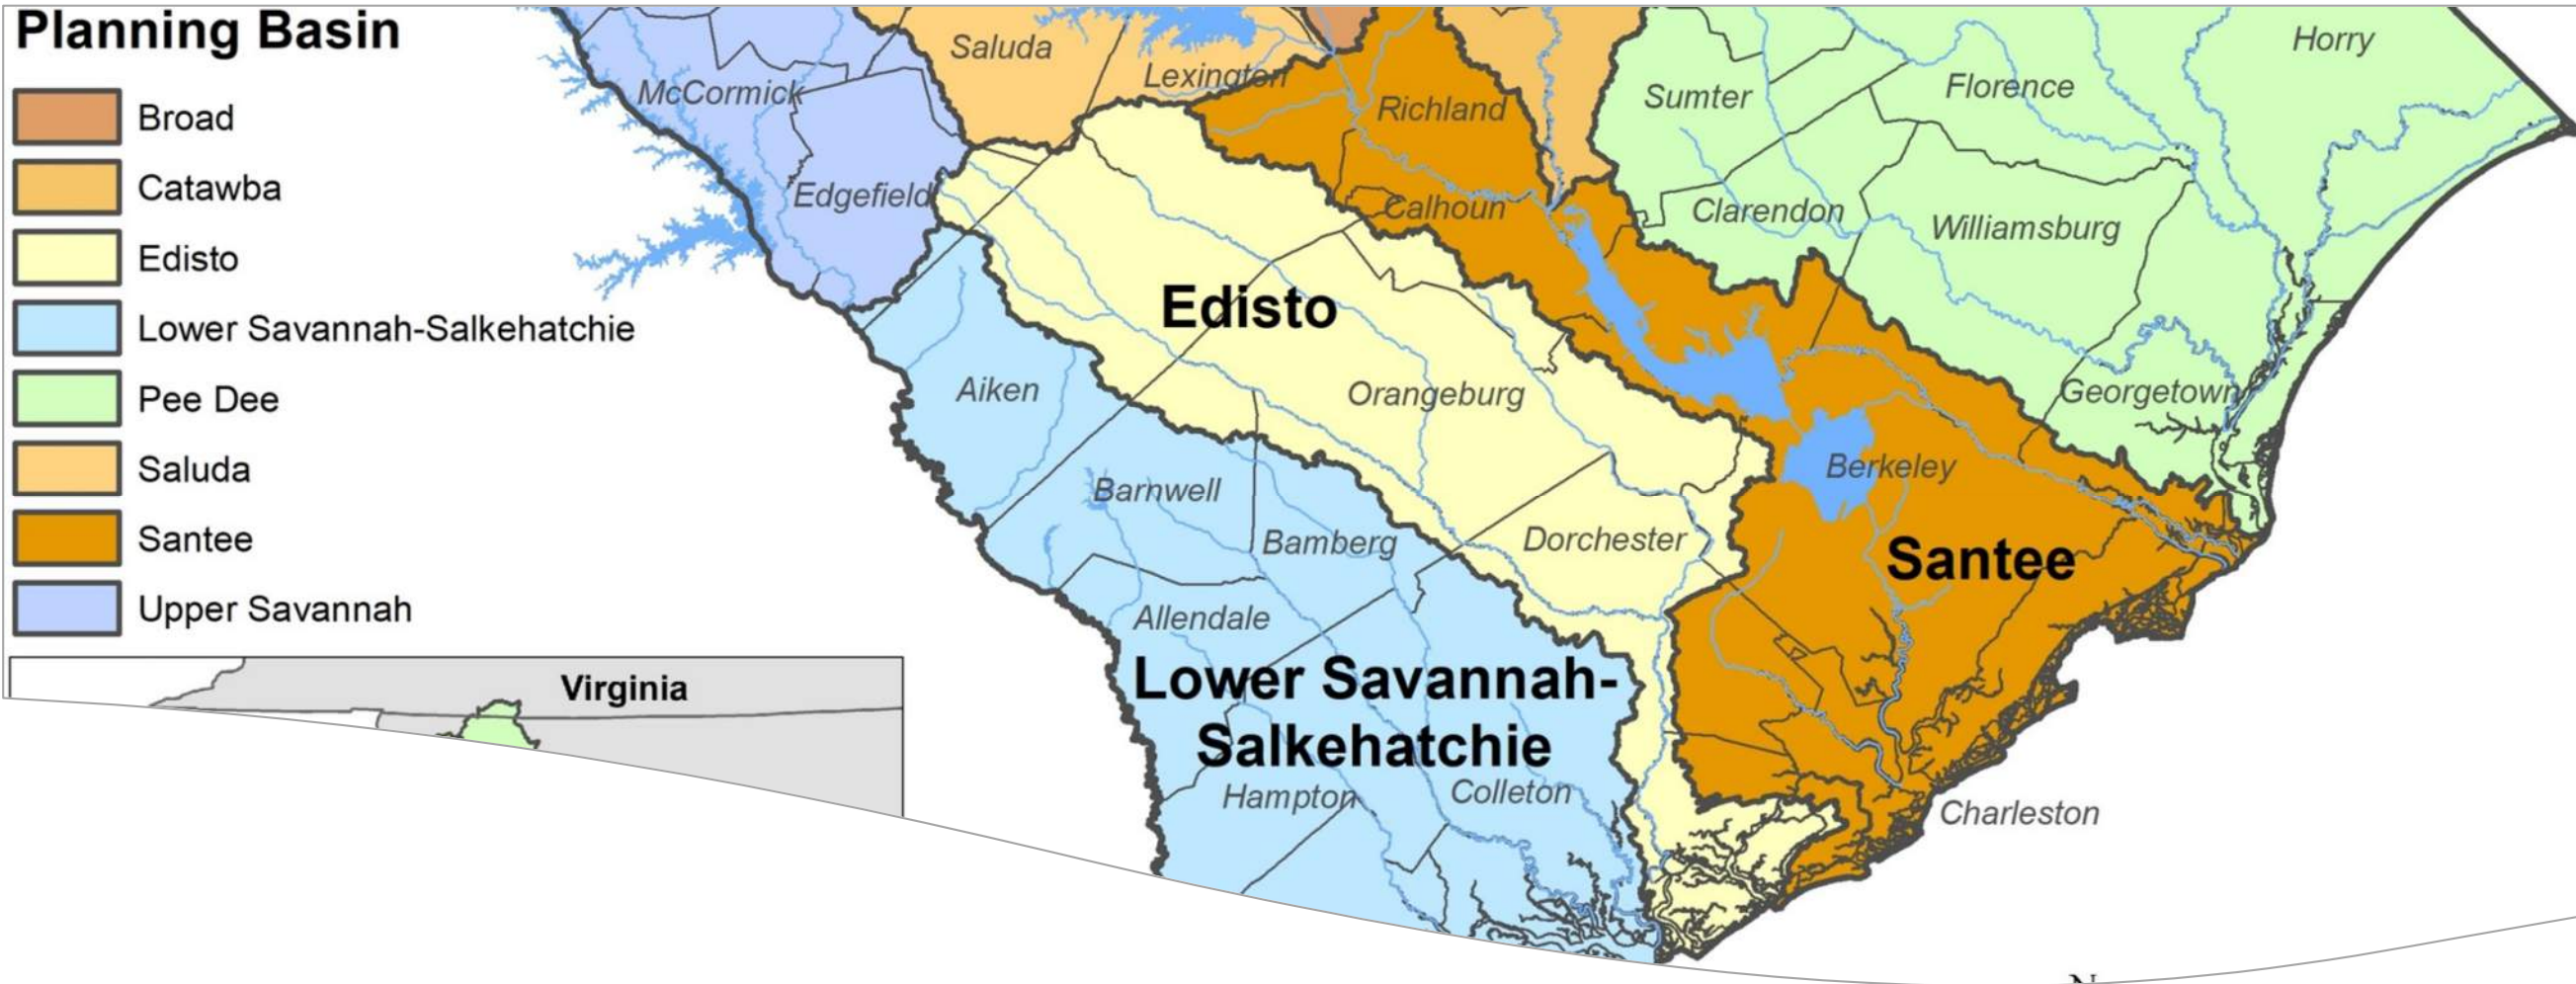 Planning Basin
Broad
Catawba
Edisto
Lower Savannah-Salkehatchie
Pee Dee
Saluda
Santee
Upper Savannah
Virginia
Saluda
Lexington
Horry
McCormick
Richland
Sumter
Florence
Edgefield
Calhoun
Clarendon
Williamsburg
Edisto
Aiken
Orangeburg
Georgetown
Barnwell
Berkeley
Bamberg
Dorchester
Santee
Allendale
Lower Savannah-
Salkehatchie
Hampton
Colleton
Charleston